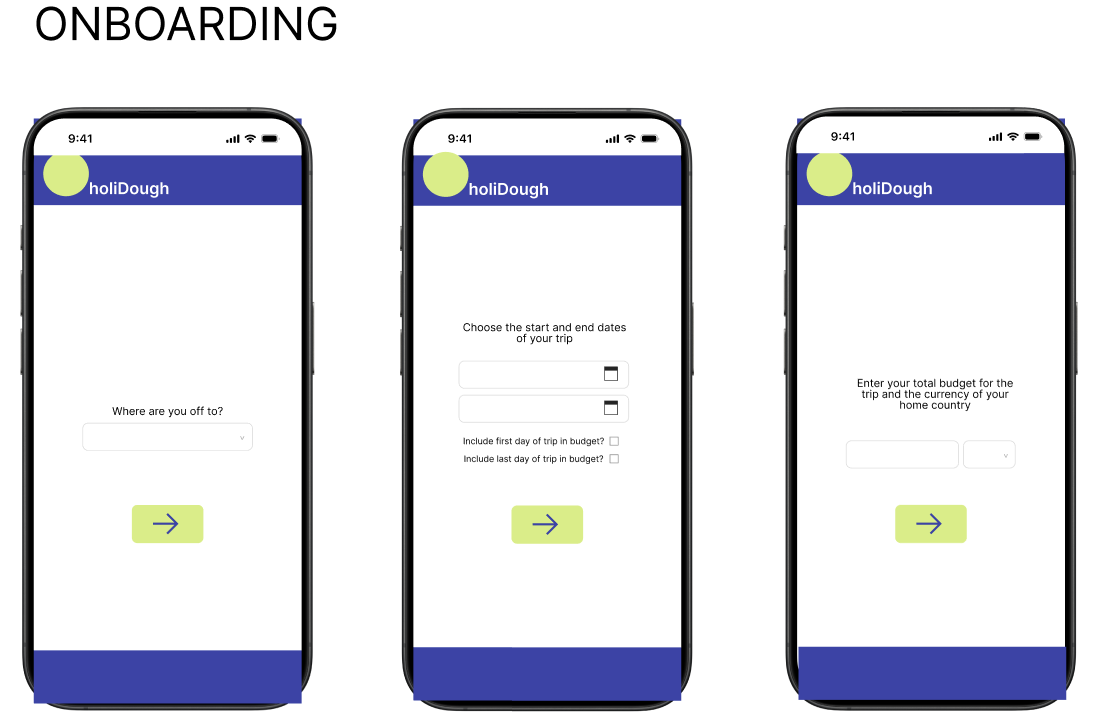 ONBOARDING
9:41
holiDough
Where are you off to?
v
9:41
holiDough
Choose the start and end dates
of your trip
Include first day of trip in budget?
Include last day of trip in budget?
9:41
holiDough
Enter your total budget for the
trip and the currency of your
home country
v